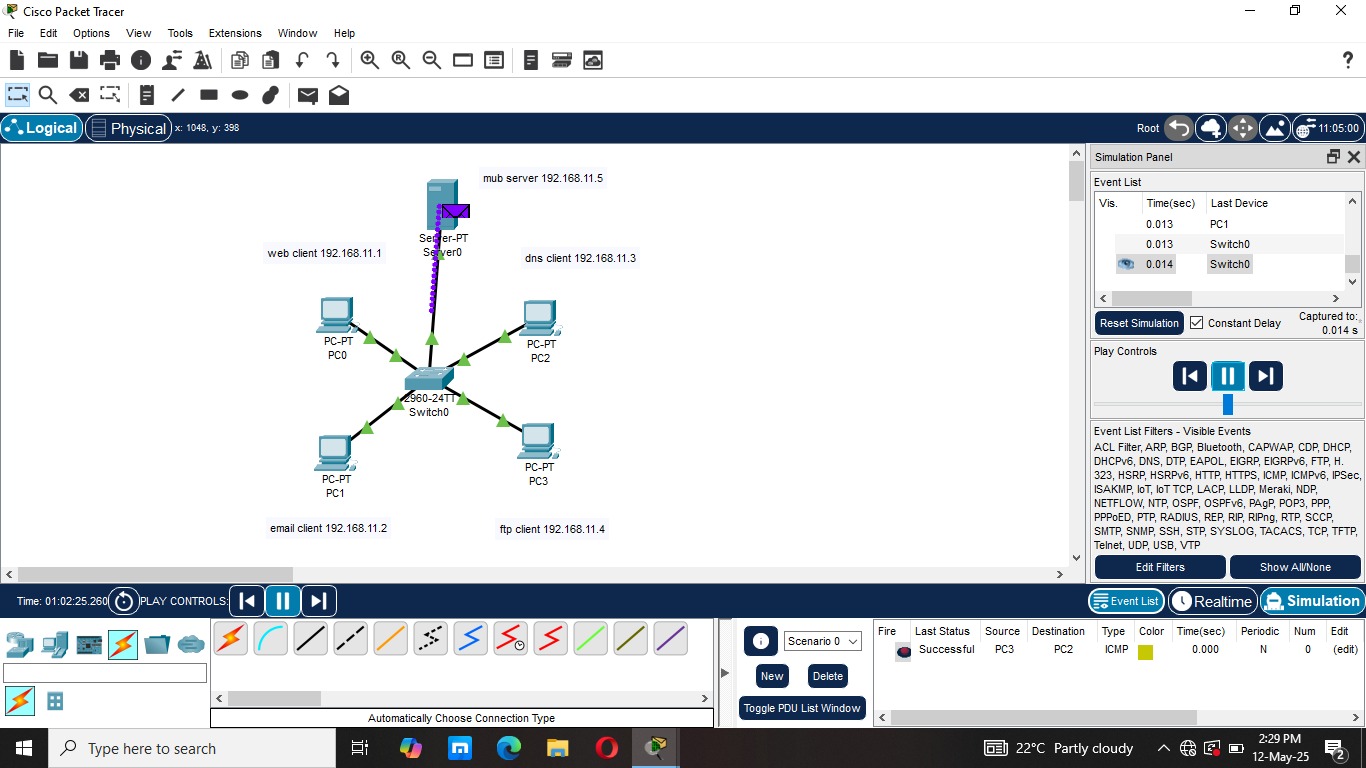 Cisco Packet Tracer
File Edit Options View Tools Extensions Window Help
Logical Physical x: 1048, y: 398 Root 11:05:00
mub server 192.168.11.5
Server-PT
Server0
web client 192.168.11.1
dns client 192.168.11.3
PC-PT
PC0
PC-PT
PC2
2960-24TT
Switch0
PC-PT
PC1
PC-PT
PC3
email client 192.168.11.2
ftp client 192.168.11.4
Simulation Panel
Event List
Vis. Time(sec) Last Device
0.013 PC1
0.013 Switch0
0.014 Switch0
Reset Simulation Constant Delay Captured to:
0.014 s
Play Controls
Event List Filters - Visible Events
ACL Filter, ARP, BGP, Bluetooth, CAPWAP, CDP, DHCP,
DHCPv6, DNS, DTP, EAPOL, EIGRP, EIGRPv6, FTP, H.
323, HSRP, HSRPv6, HTTP, HTTPS, ICMP, ICMPv6, IPSec,
ISAKMP, IoT, IoT TCP, LACP, LLDP, Meraki, NDP,
NETFLOW, NTP, OSPF, OSPFv6, PAgP, POP3, PPP,
PPPoED, PTP, RADIUS, REP, RIP, RIPng, RTP, SCCP,
SMTP, SNMP, SSH, STP, SYSLOG, TACACS, TCP, TFTP,
Telnet, UDP, USB, VTP
Edit Filters Show All/None
Time: 01:02:25.260 PLAY CONTROLS: Event List Realtime Simulation
Automatically Choose Connection Type
Scenario 0
New Delete
Toggle PDU List Window
Fire Last Status Source Destination Type Color Time(sec) Periodic Num Edit
Successful PC3 PC2 ICMP 0.000 N 0 (edit)
Type here to search
22°C Partly cloudy
2:29 PM
12-May-25
2